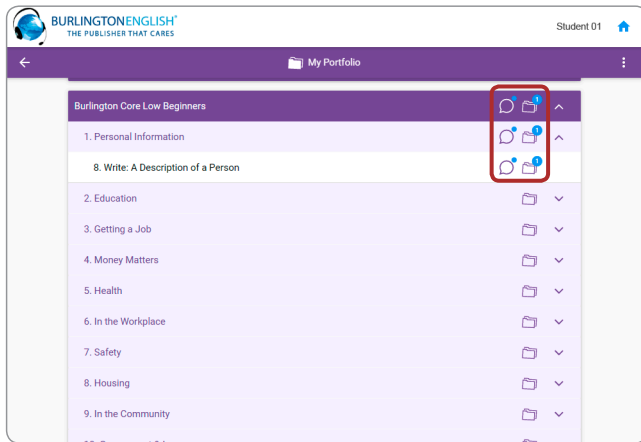 BURLINGTONENGLISH®
THE PUBLISHER THAT CARES
Student 01
My Portfolio
Burlington Core Low Beginners 1
1. Personal Information 1
8. Write: A Description of a Person 1
2. Education
3. Getting a Job
4. Money Matters
5. Health
6. In the Workplace
7. Safety
8. Housing
9. In the Community